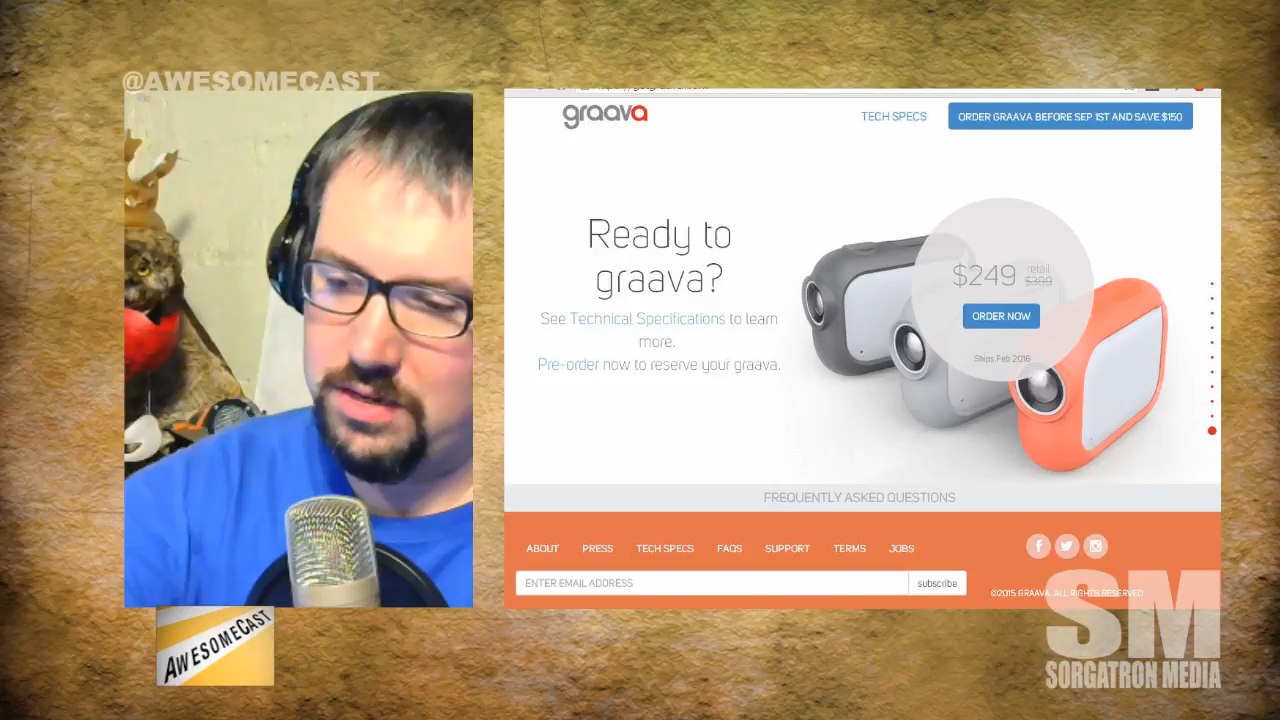 @AWESOMECAST
graava
TECH SPECS
ORDER GRAAVA BEFORE SEP 1ST AND SAVE $150
Ready to
graava?
See Technical Specifications to learn
more.
Pre-order now to reserve your graava.
$249 retail $399
ORDER NOW
Ships Feb 2016
FREQUENTLY ASKED QUESTIONS
ABOUT PRESS TECH SPECS FAQS SUPPORT TERMS JOBS
ENTER EMAIL ADDRESS subscribe
©2015 GRAAVA. ALL RIGHTS RESERVED
AWESOMECAST
SM
SORGATRON MEDIA